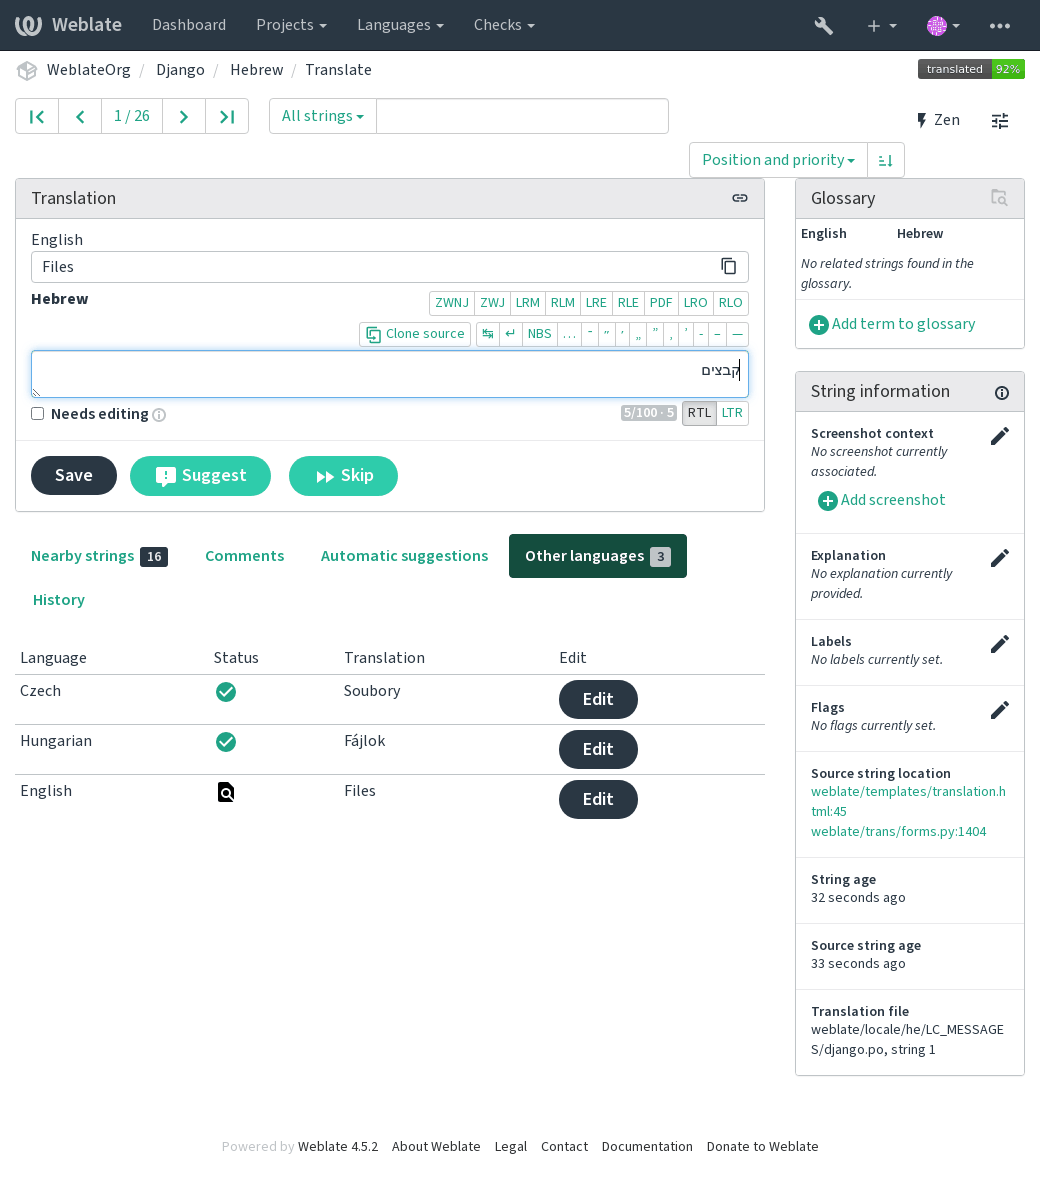 Weblate Dashboard Projects Languages Checks
WeblateOrg / Django / Hebrew / Translate
translated 92%
1 / 26
All strings
Zen
Position and priority
Translation
English
Files
Hebrew
ZWNJ ZWJ LRM RLM LRE RLE PDF LRO RLO
Clone source
↹ ↵ NBS … ־ ״ ׳ „ ” ‚ ’ - – —
קבצים
Needs editing
5/100 · 5
RTL LTR
Save Suggest Skip
Nearby strings 16
Comments
Automatic suggestions
Other languages 3
History
Language Status Translation Edit
Czech Soubory Edit
Hungarian Fájlok Edit
English Files Edit
Glossary
English Hebrew
No related strings found in the
glossary.
Add term to glossary
String information
Screenshot context
No screenshot currently
associated.
Add screenshot
Explanation
No explanation currently
provided.
Labels
No labels currently set.
Flags
No flags currently set.
Source string location
weblate/templates/translation.h
tml:45
weblate/trans/forms.py:1404
String age
32 seconds ago
Source string age
33 seconds ago
Translation file
weblate/locale/he/LC_MESSAGE
S/django.po, string 1
Powered by Weblate 4.5.2 About Weblate Legal Contact Documentation Donate to Weblate